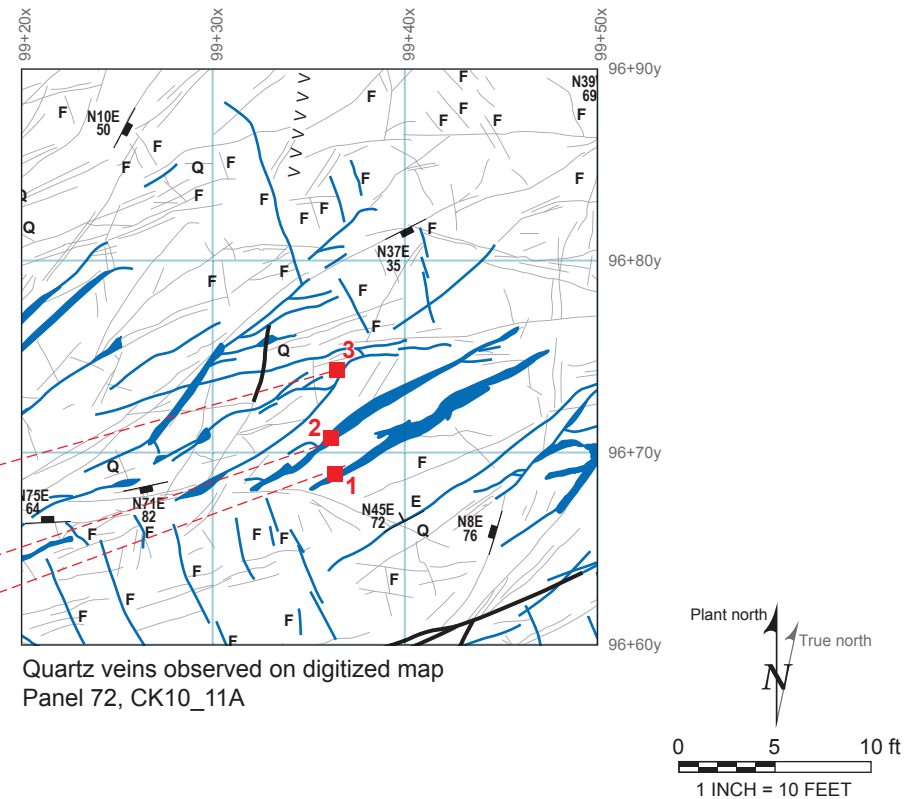 99+20x
99+30x
99+40x
99+50x
96+90y
96+80y
96+70y
96+60y
F
N39
69
F
F
F
F
F
F
N10E
50
F
F
F
Q
F
F
F
Q
F
F
F
F
Q
N37E
35
F
F
F
F
F
3
Q
2
1
Q
F
N75E
64
N71E
82
N45E
72
E
Q
N8E
76
F
F
F
F
F
F
F
F
F
F
F
Plant north
True north
N
Quartz veins observed on digitized map
Panel 72, CK10_11A
0 5 10 ft
1 INCH = 10 FEET